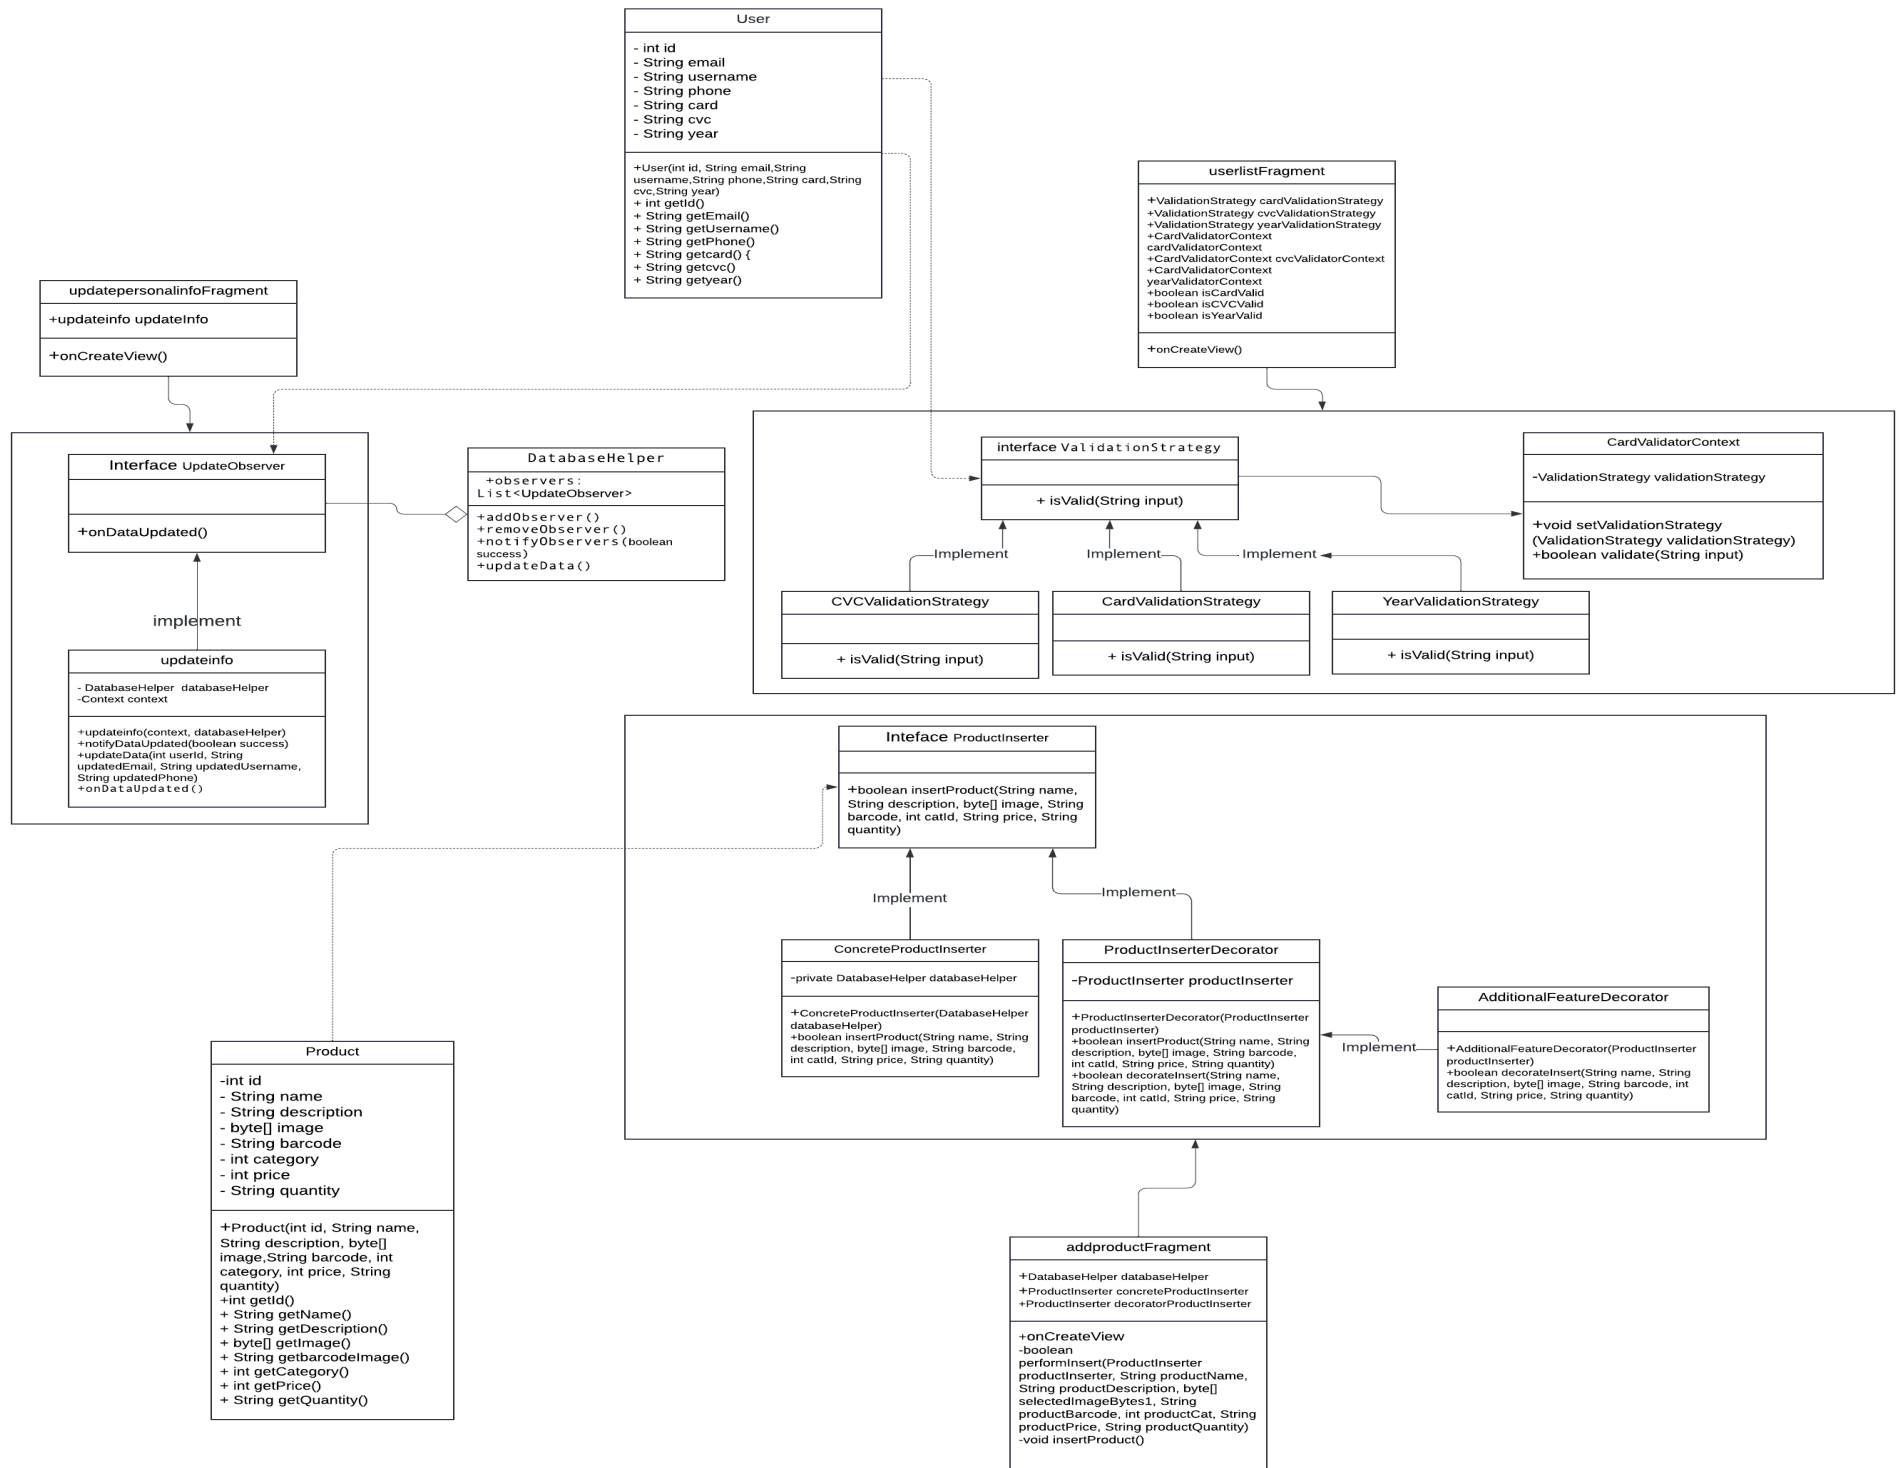 User
- int id
- String email
- String username
- String phone
- String card
- String cvc
- String year
+User(int id, String email,String
username,String phone,String card,String
cvc,String year)
+ int getId()
+ String getEmail()
+ String getUsername()
+ String getPhone()
+ String getcard() {
+ String getcvc()
+ String getyear()
userlistFragment
+ValidationStrategy cardValidationStrategy
+ValidationStrategy cvcValidationStrategy
+ValidationStrategy yearValidationStrategy
+CardValidatorContext
cardValidatorContext
+CardValidatorContext cvcValidatorContext
+CardValidatorContext
yearValidatorContext
+boolean isCardValid
+boolean isCVCValid
+boolean isYearValid
+onCreateView()
updatepersonalinfoFragment
+updateinfo updateInfo
+onCreateView()
Interface UpdateObserver
+onDataUpdated()
implement
updateinfo
- DatabaseHelper databaseHelper
-Context context
+updateinfo(context, databaseHelper)
+notifyDataUpdated(boolean success)
+updateData(int userId, String
updatedEmail, String updatedUsername,
String updatedPhone)
+onDataUpdated()
DatabaseHelper
+observers:
List<UpdateObserver>
+addObserver()
+removeObserver()
+notifyObservers(boolean
success)
+updateData()
interface ValidationStrategy
+ isValid(String input)
CardValidatorContext
-ValidationStrategy validationStrategy
+void setValidationStrategy
(ValidationStrategy validationStrategy)
+boolean validate(String input)
Implement
Implement
Implement
CVCValidationStrategy
+ isValid(String input)
CardValidationStrategy
+ isValid(String input)
YearValidationStrategy
+ isValid(String input)
Inteface ProductInserter
+boolean insertProduct(String name,
String description, byte[] image, String
barcode, int catId, String price, String
quantity)
Implement
Implement
ConcreteProductInserter
-private DatabaseHelper databaseHelper
+ConcreteProductInserter(DatabaseHelper
databaseHelper)
+boolean insertProduct(String name, String
description, byte[] image, String barcode,
int catId, String price, String quantity)
ProductInserterDecorator
-ProductInserter productInserter
+ProductInserterDecorator(ProductInserter
productInserter)
+boolean insertProduct(String name, String
description, byte[] image, String barcode,
int catId, String price, String quantity)
+boolean decorateInsert(String name,
String description, byte[] image, String
barcode, int catId, String price, String
quantity)
Implement
AdditionalFeatureDecorator
+AdditionalFeatureDecorator(ProductInserter
productInserter)
+boolean decorateInsert(String name, String
description, byte[] image, String barcode, int
catId, String price, String quantity)
Product
-int id
- String name
- String description
- byte[] image
- String barcode
- int category
- int price
- String quantity
+Product(int id, String name,
String description, byte[]
image,String barcode, int
category, int price, String
quantity)
+int getId()
+ String getName()
+ String getDescription()
+ byte[] getImage()
+ String getbarcodeImage()
+ int getCategory()
+ int getPrice()
+ String getQuantity()
addproductFragment
+DatabaseHelper databaseHelper
+ProductInserter concreteProductInserter
+ProductInserter decoratorProductInserter
+onCreateView
-boolean
performInsert(ProductInserter
productInserter, String productName,
String productDescription, byte[]
selectedImageBytes1, String
productBarcode, int productCat, String
productPrice, String productQuantity)
-void insertProduct()